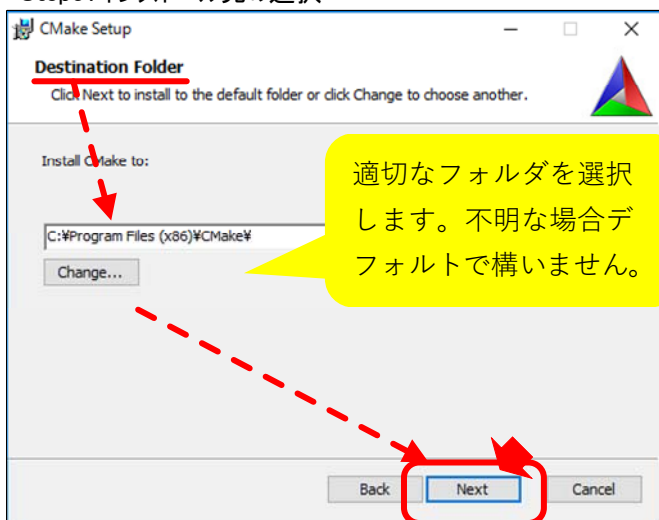 CMake Setup
Destination Folder
Click Next to install to the default folder or click Change to choose another.
Install CMake to:
適切なフォルダを選択
します。不明な場合デ
フォルトで構いません。
C:¥Program Files (x86)¥CMake¥
Change...
Back Next Cancel